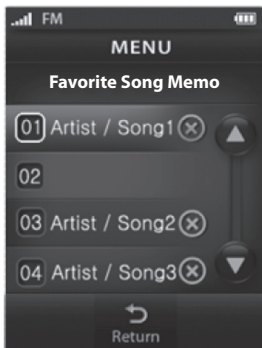 FM
MENU
Favorite Song Memo
01 Artist / Song1
02
03 Artist / Song2
04 Artist / Song3
Return